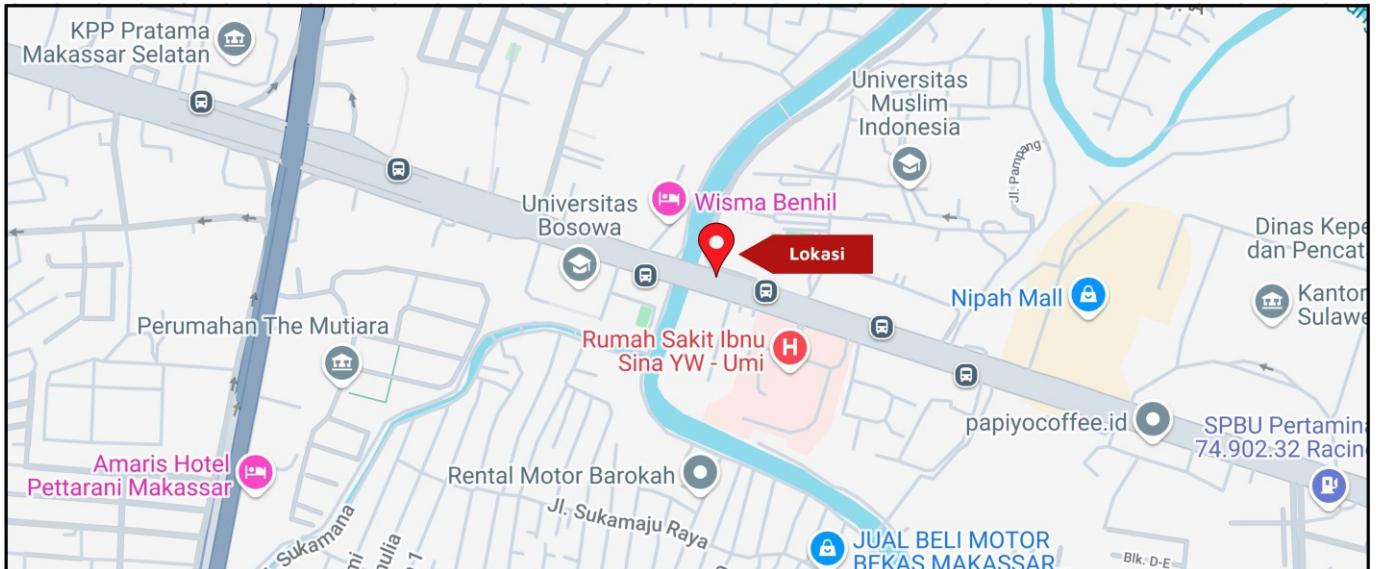 KPP Pratama
Makassar Selatan
Universitas
Muslim
Indonesia
Jl. Pampang
Universitas
Bosowa
Wisma Benhil
Lokasi
Dinas Kepe
dan Pencat
Nipah Mall
Kantor
Sulawe
Perumahan The Mutiara
Rumah Sakit Ibnu
Sina YW - Umi
H
papiyocoffee.id
SPBU Pertamina
74.902.32 Racin
Amaris Hotel
Pettarani Makassar
Rental Motor Barokah
Jl. Sukamaju Raya
Sukamana
JUAL BELI MOTOR
BEKAS MAKASSAR
Blk. D-E